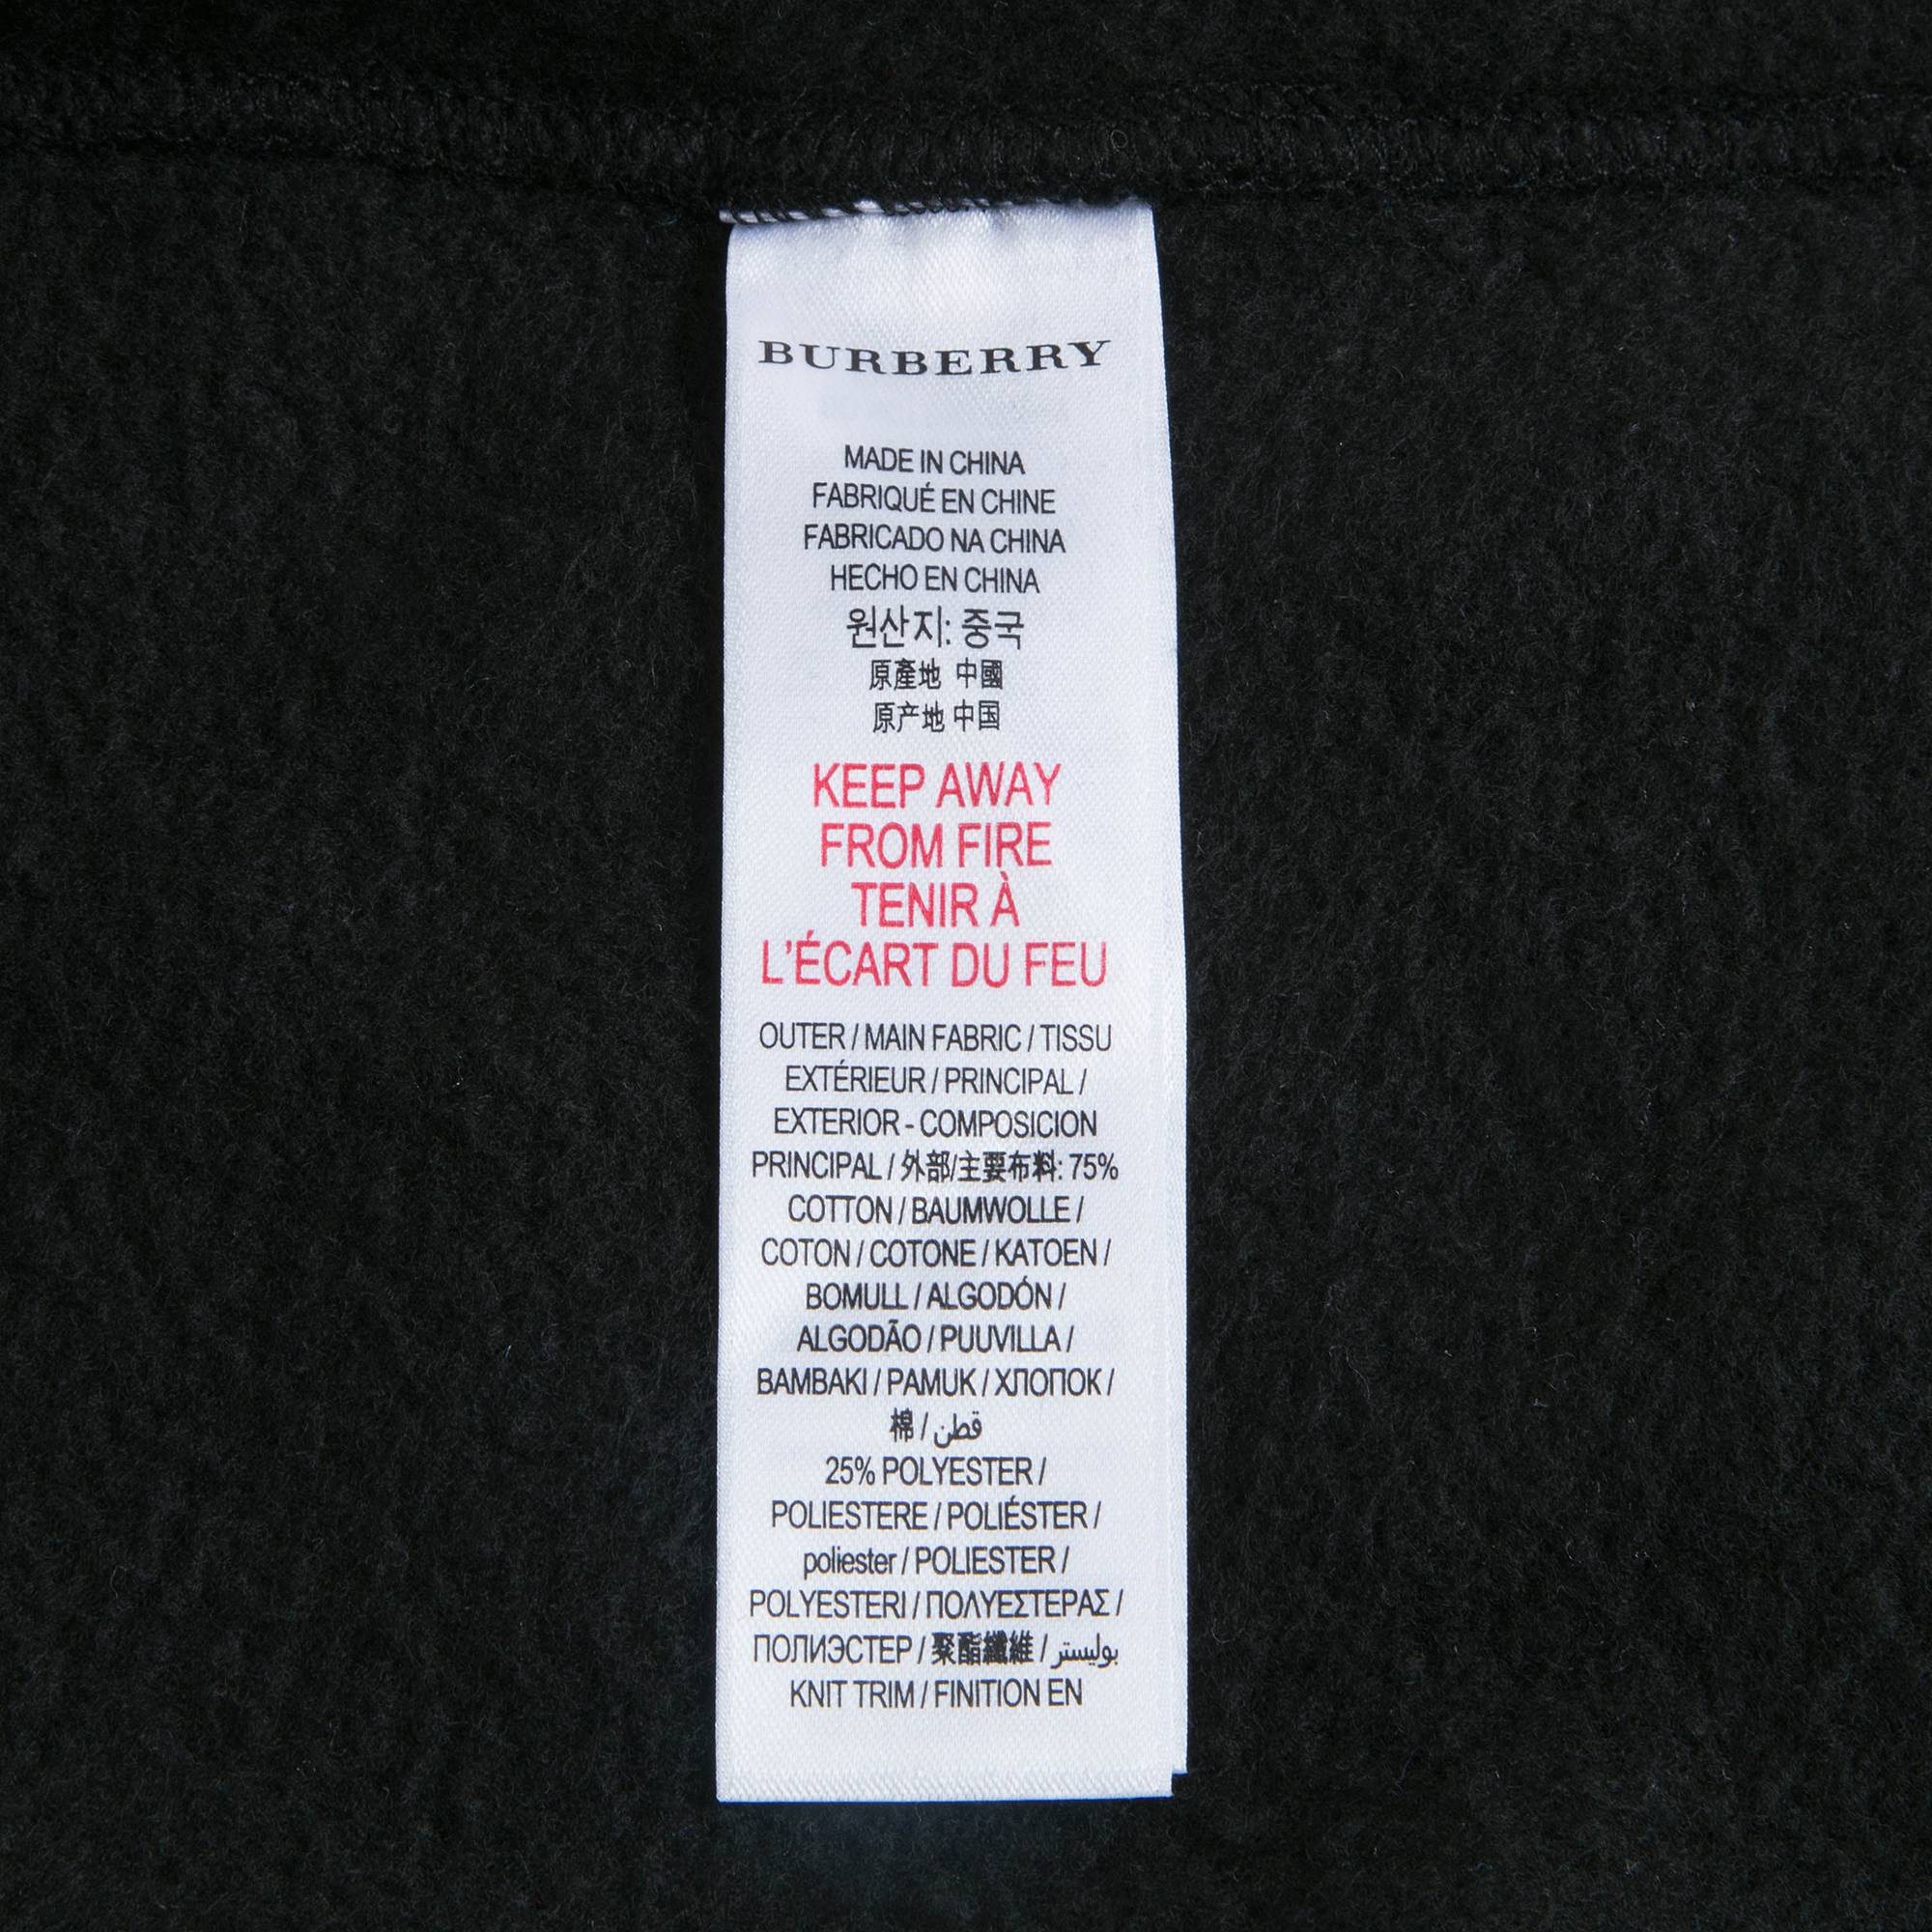 BURBERRY
MADE IN CHINA
FABRIQUÉ EN CHINE
FABRICADO NA CHINA
HECHO EN CHINA
원산지: 중국
原產地 中國
原产地 中国
KEEP AWAY
FROM FIRE
TENIR À
L'ÉCART DU FEU
OUTER / MAIN FABRIC / TISSU
EXTÉRIEUR / PRINCIPAL /
EXTERIOR - COMPOSICION
PRINCIPAL / 外部/主要布料: 75%
COTTON / BAUMWOLLE /
COTON / COTONE / KATOEN /
BOMULL / ALGODÓN /
ALGODÃO / PUUVILLA /
BAMBAKI / PAMUK / ХЛОПОК /
棉 / قطن
25% POLYESTER /
POLIESTERE / POLIÉSTER /
poliester / POLIESTER /
POLYESTERI / ΠΟΛΥΕΣΤΕΡΑΣ /
ПОЛИЭСТЕР / 聚酯纖維 / بوليستر
KNIT TRIM / FINITION EN